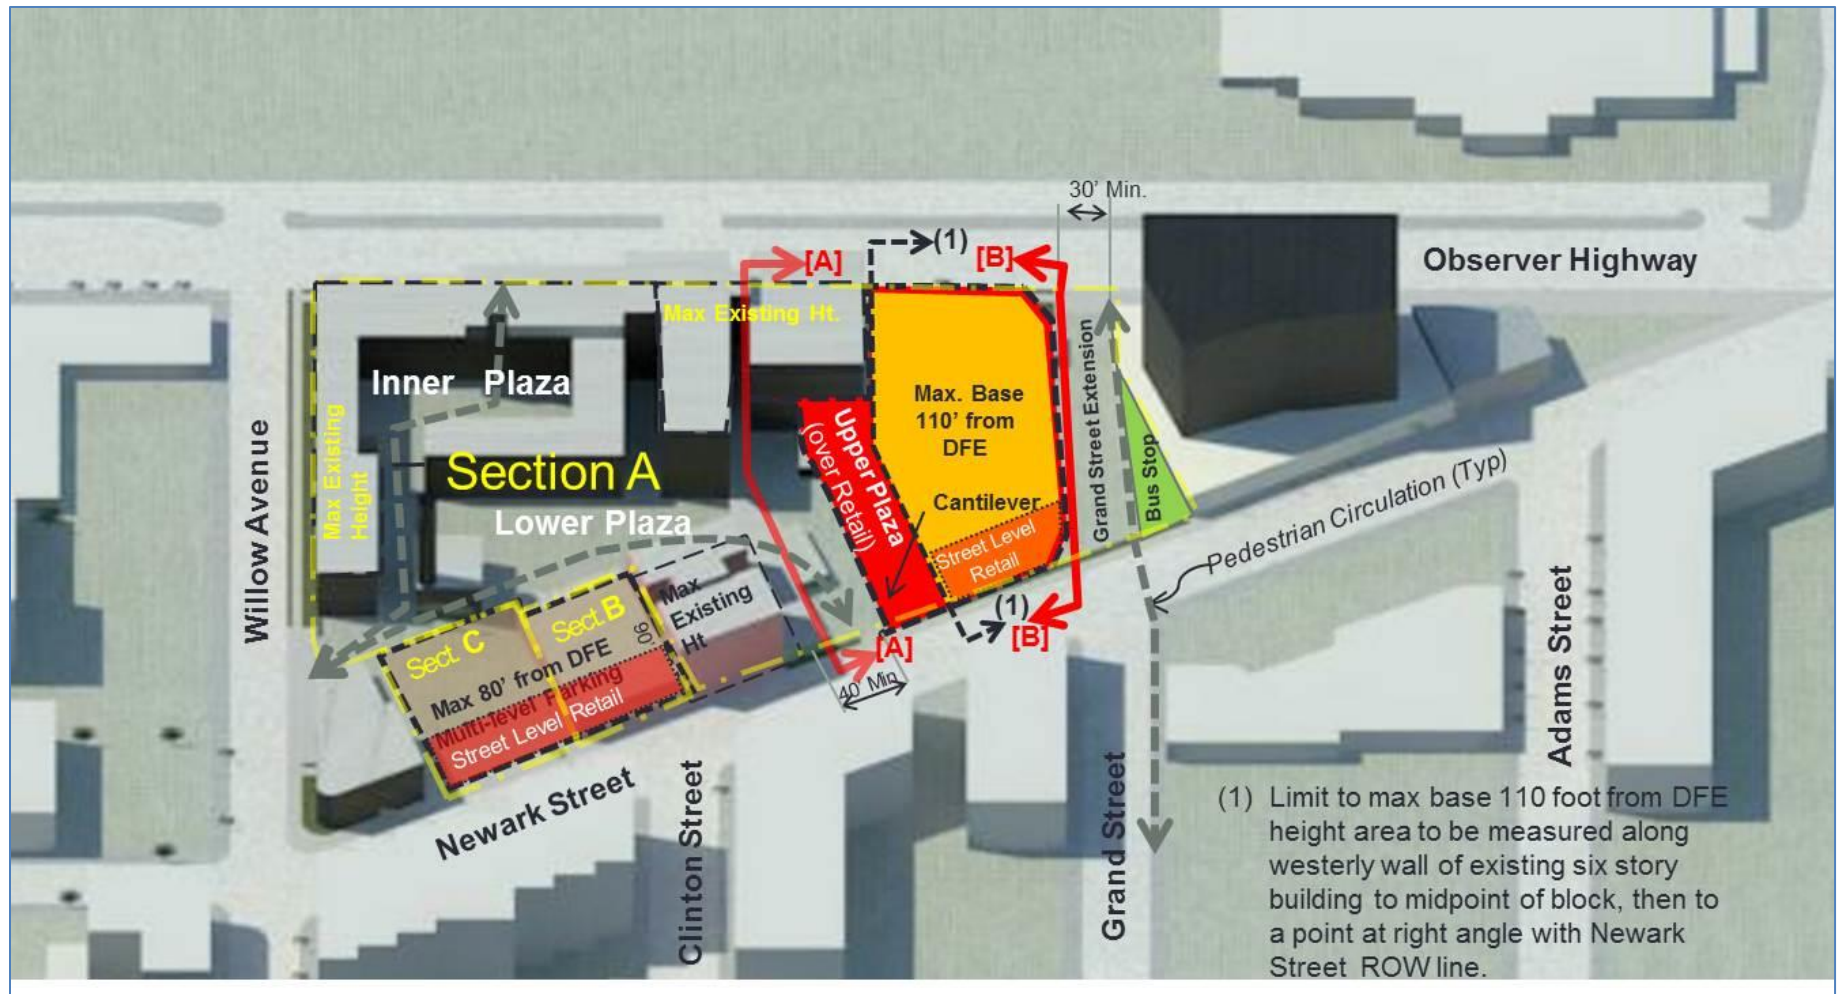 30' Min.
(1)
[A]
[B]
Observer Highway
Max Existing Ht.
Inner Plaza
Max. Base
110' from
DFE
Upper Plaza
(over Retail)
Grand Street Extension
Max Existing
Height
Section A
Willow Avenue
Cantilever
Bus Stop
Lower Plaza
Street Level
Retail
Pedestrian Circulation (Typ)
Max
Existing
Ht
90'
Sect B
Sect. C
(1)
[B]
[A]
Max 80' from DFE
Multi-level Parking
Street Level Retail
40' Min
Adams Street
Newark Street
Clinton Street
Grand Street
(1) Limit to max base 110 foot from DFE
height area to be measured along
westerly wall of existing six story
building to midpoint of block, then to
a point at right angle with Newark
Street ROW line.